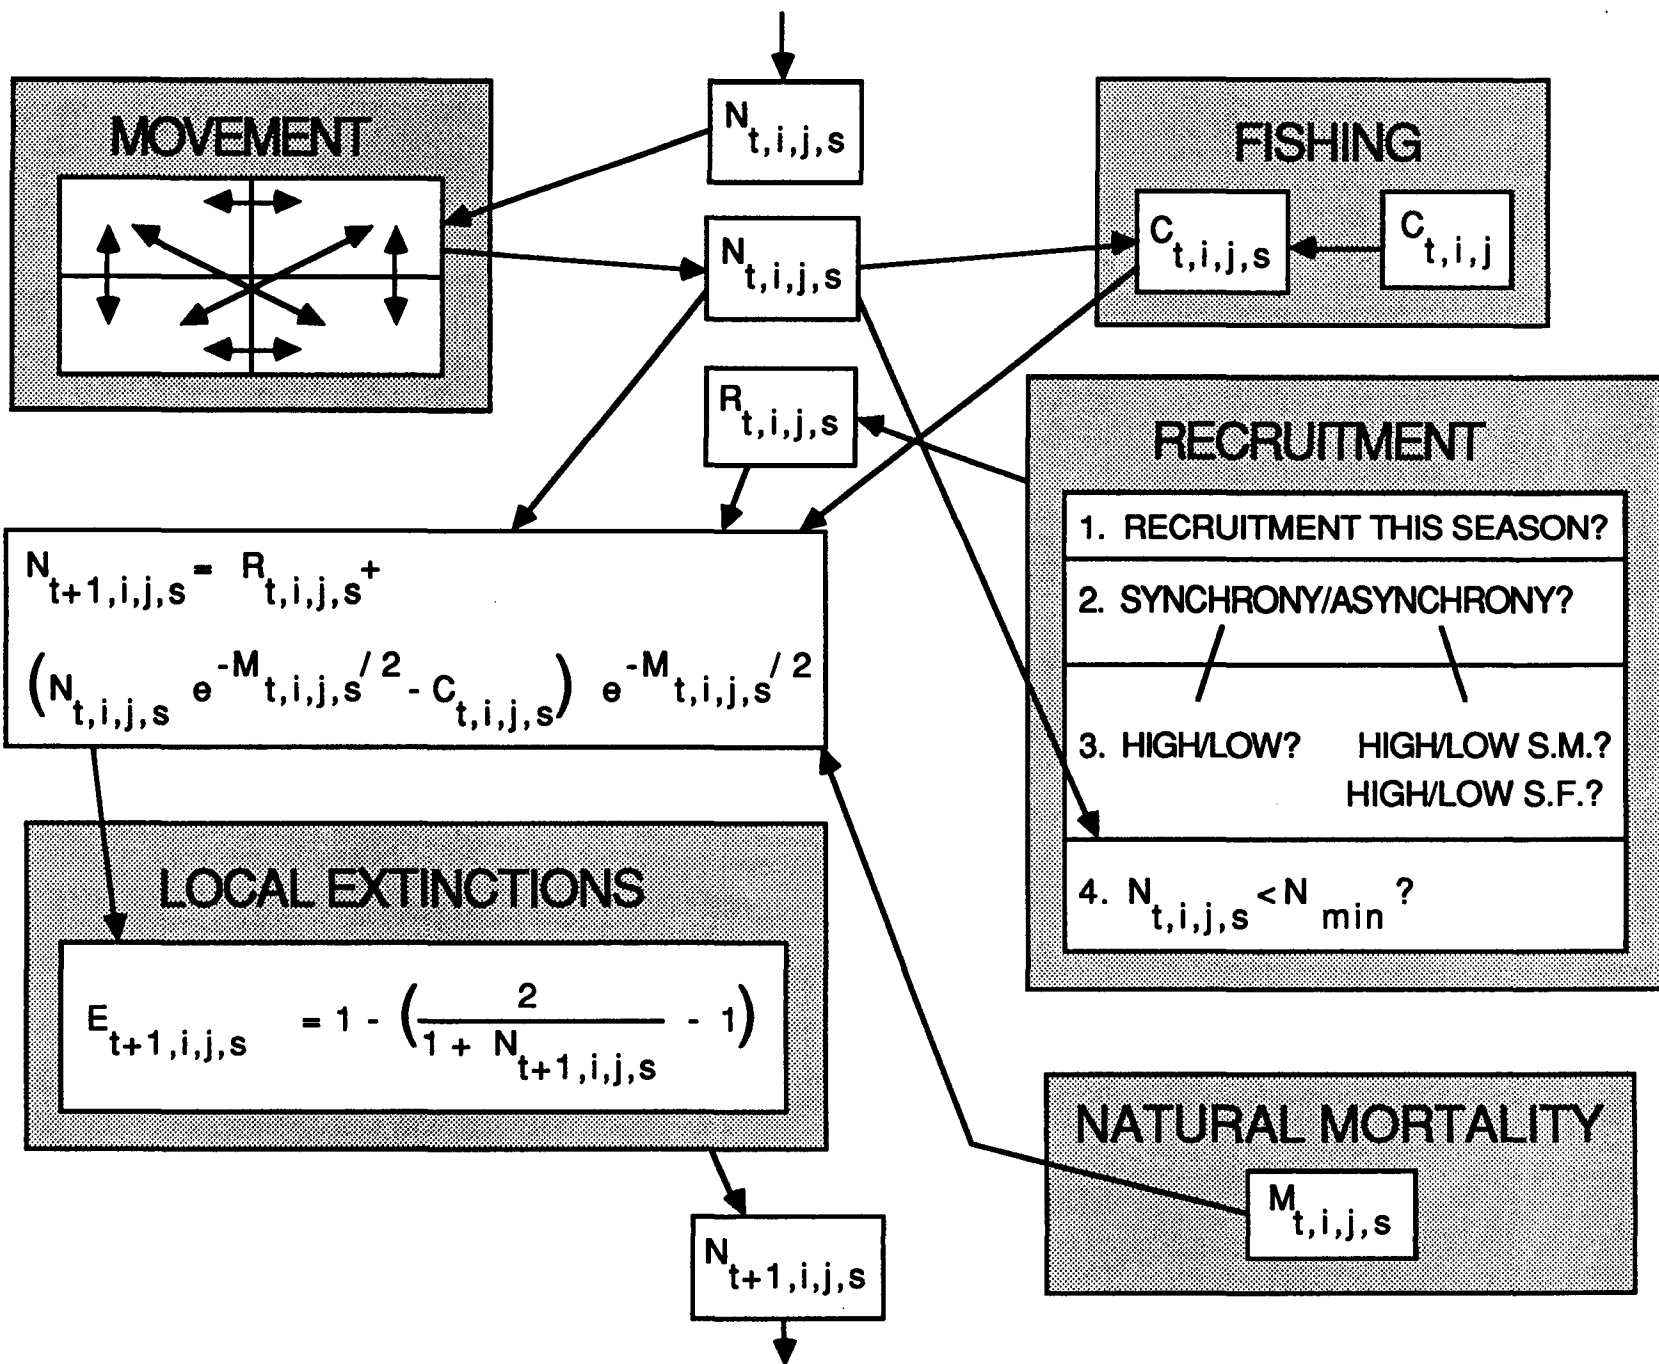 MOVEMENT
N t,i,j,s
FISHING
C t,i,j,s
C t,i,j
N t,i,j,s
R t,i,j,s
RECRUITMENT
1. RECRUITMENT THIS SEASON?
2. SYNCHRONY/ASYNCHRONY?
3. HIGH/LOW? HIGH/LOW S.M.?
HIGH/LOW S.F.?
4. N t,i,j,s < N min ?
N t+1,i,j,s = R t,i,j,s +
(N t,i,j,s e -M t,i,j,s / 2 - C t,i,j,s) e -M t,i,j,s / 2
LOCAL EXTINCTIONS
E t+1,i,j,s = 1 - (2 / 1 + N t+1,i,j,s - 1)
NATURAL MORTALITY
M t,i,j,s
N t+1,i,j,s